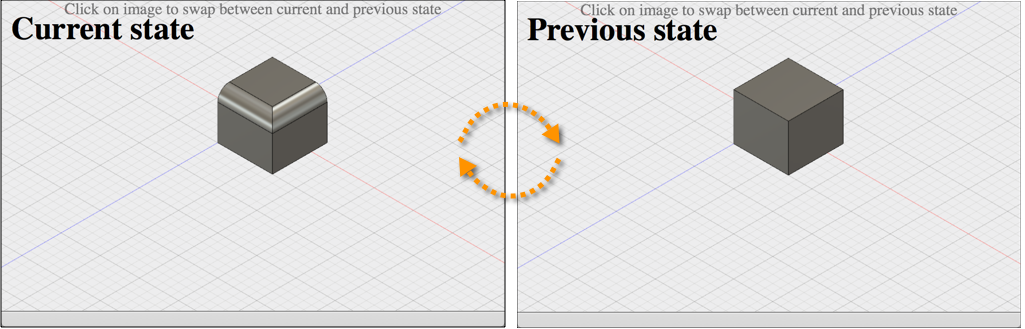 Click on image to swap between current and previous state
Current state
Click on image to swap between current and previous state
Previous state